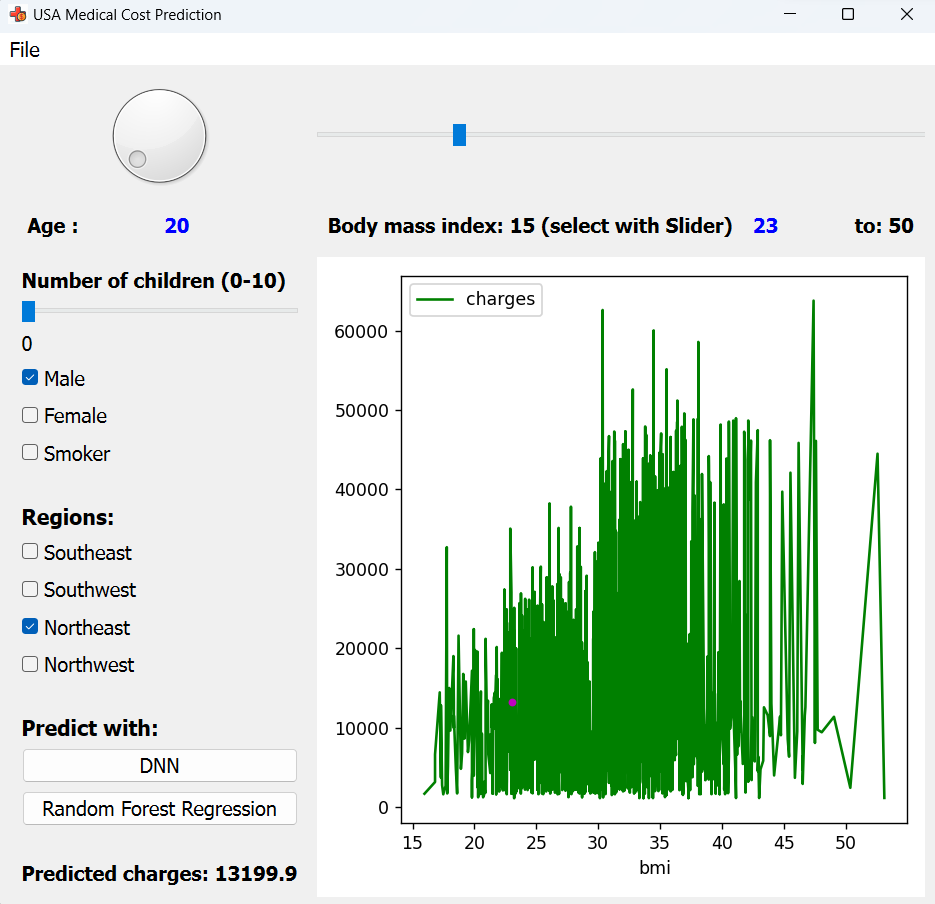 USA Medical Cost Prediction
File
Age : 20
Body mass index: 15 (select with Slider) 23 to: 50
Number of children (0-10)
0
Male
Female
Smoker
Regions:
Southeast
Southwest
Northeast
Northwest
Predict with:
DNN
Random Forest Regression
Predicted charges: 13199.9
charges
60000
50000
40000
30000
20000
10000
0
15 20 25 30 35 40 45 50
bmi